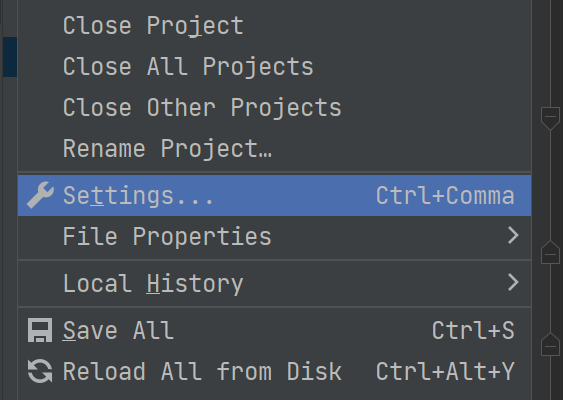 Close Project
Close All Projects
Close Other Projects
Rename Project…
Settings... Ctrl+Comma
File Properties
Local History
Save All Ctrl+S
Reload All from Disk Ctrl+Alt+Y